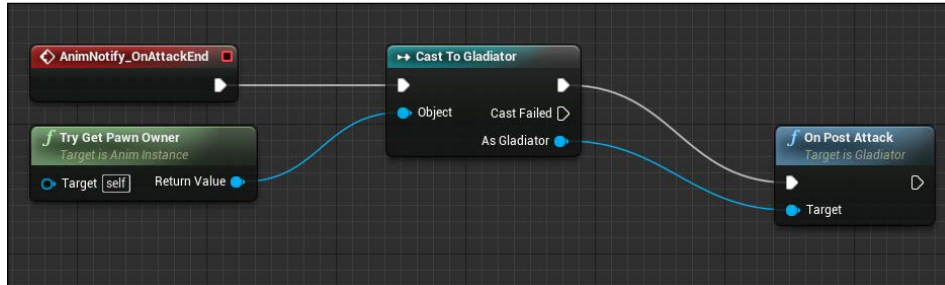 AnimNotify_OnAttackEnd
Try Get Pawn Owner
Target is Anim Instance
Target self Return Value
Cast To Gladiator
Object Cast Failed
As Gladiator
On Post Attack
Target is Gladiator
Target